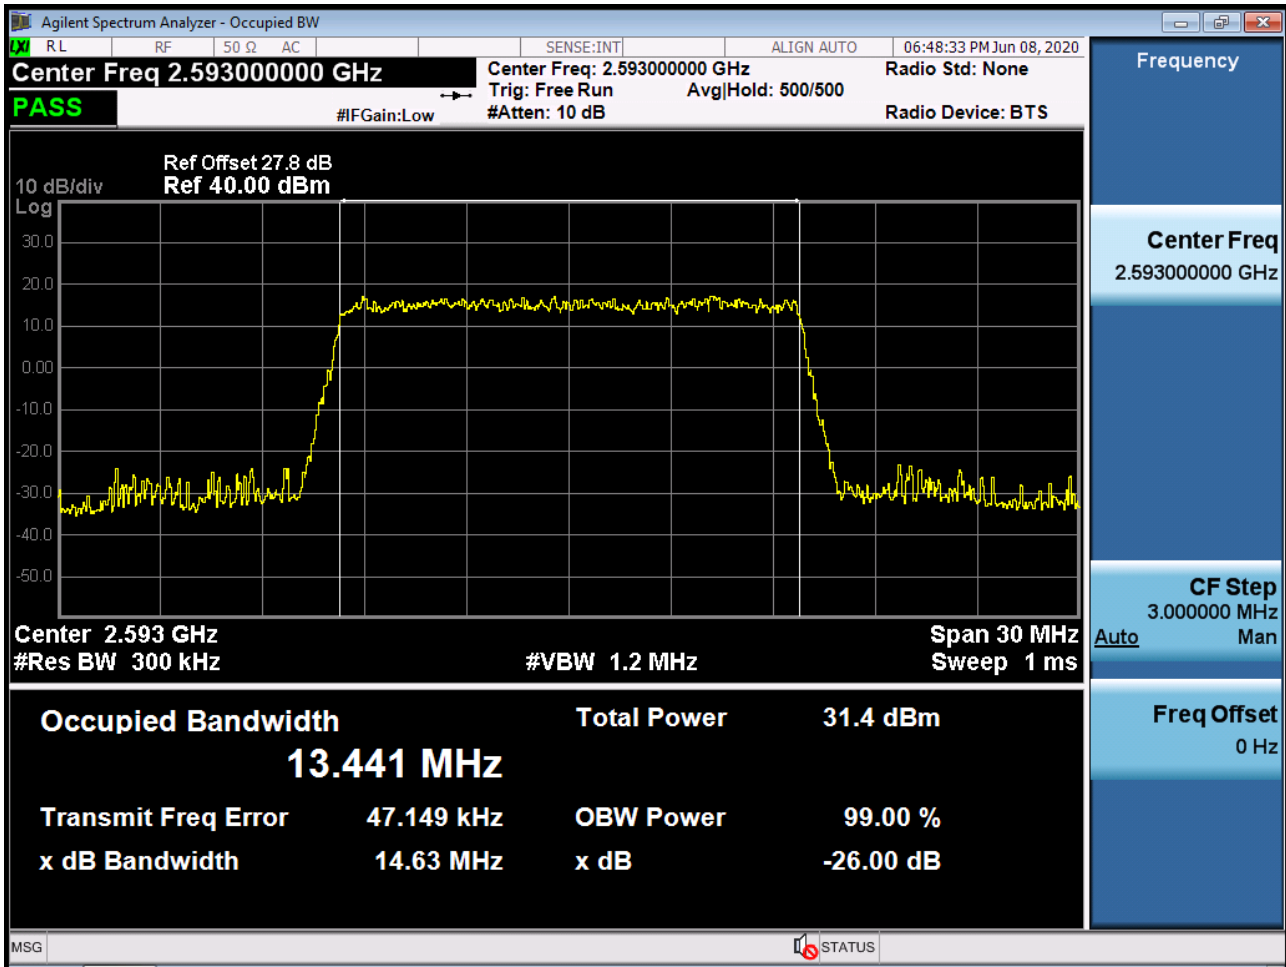 Agilent Spectrum Analyzer - Occupied BW
LXI RL RF 50 Ω AC SENSE:INT ALIGN AUTO 06:48:33 PM Jun 08, 2020
Center Freq 2.593000000 GHz
Center Freq: 2.593000000 GHz
Radio Std: None
Trig: Free Run
Avg|Hold: 500/500
PASS
#IFGain:Low
#Atten: 10 dB
Radio Device: BTS
Ref Offset 27.8 dB
10 dB/div
Ref 40.00 dBm
Log
30.0
20.0
10.0
0.00
-10.0
-20.0
-30.0
-40.0
-50.0
Center 2.593 GHz
Span 30 MHz
#Res BW 300 kHz
#VBW 1.2 MHz
Sweep 1 ms
Occupied Bandwidth
13.441 MHz
Total Power 31.4 dBm
Transmit Freq Error 47.149 kHz
OBW Power 99.00 %
x dB Bandwidth 14.63 MHz
x dB -26.00 dB
MSG
STATUS
Frequency
Center Freq
2.593000000 GHz
CF Step
3.000000 MHz
Auto Man
Freq Offset
0 Hz